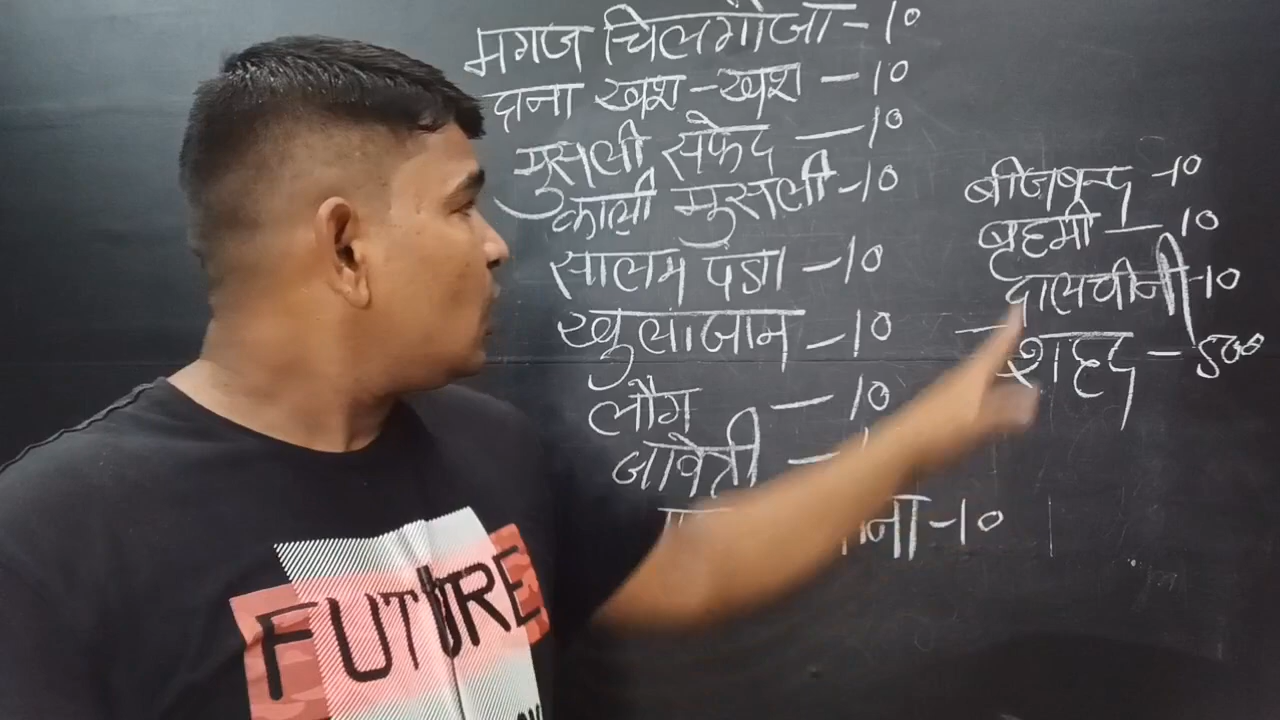 मगज चिलगोजा - 10
दाना खश-खश - 10
मुसली सफेद - 10
काली मुसली - 10
सालम पंजा - 10
खुलांजान - 10
लौंग - 10
जावेत्री -
ना - 10
बीजबन्द - 10
बृहमी - 10
दालचीनी - 10
शहद - 500
FUTURE